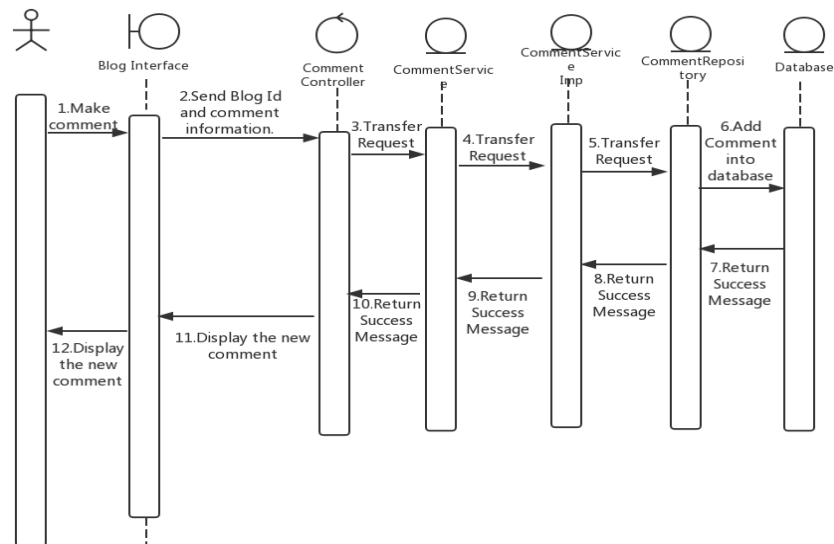 Blog Interface
Comment
Controller
CommentServic
e
CommentServic
e
Imp
CommentReposi
tory
Database
1.Make
comment
2.Send Blog Id
and comment
information.
3.Transfer
Request
4.Transfer
Request
5.Transfer
Request
6.Add
Comment
into
database
7.Return
Success
Message
8.Return
Success
Message
9.Return
Success
Message
10.Return
Success
Message
11.Display the new
comment
12.Display
the new
comment